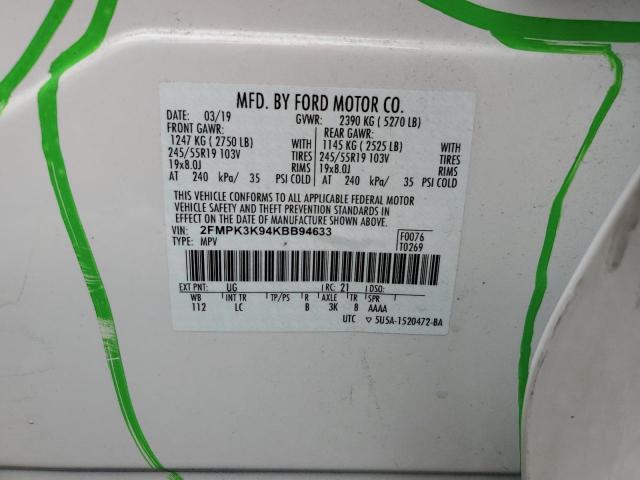 MFD. BY FORD MOTOR CO.
DATE: 03/19 GVWR: 2390 KG ( 5270 LB)
FRONT GAWR: REAR GAWR:
1247 KG ( 2750 LB) 1145 KG ( 2525 LB)
245/55R19 103V TIRES 245/55R19 103V TIRES
19x8.0J RIMS 19x8.0J RIMS
AT 240 kPa/ 35 PSI COLD AT 240 kPa/ 35 PSI COLD
THIS VEHICLE CONFORMS TO ALL APPLICABLE FEDERAL MOTOR
VEHICLE SAFETY AND THEFT PREVENTION STANDARDS IN
EFFECT ON THE DATE OF MANUFACTURE SHOWN ABOVE.
VIN: 2FMPK3K94KBB94633 F0076
TYPE: MPV T0269
EXT PNT: UG RC: 21 DSO:
WB INT TR TP/PS R AXLE TR SPR
112 LC B 3K 8 AAAA
UTC ▽ 5U5A-1520472-BA